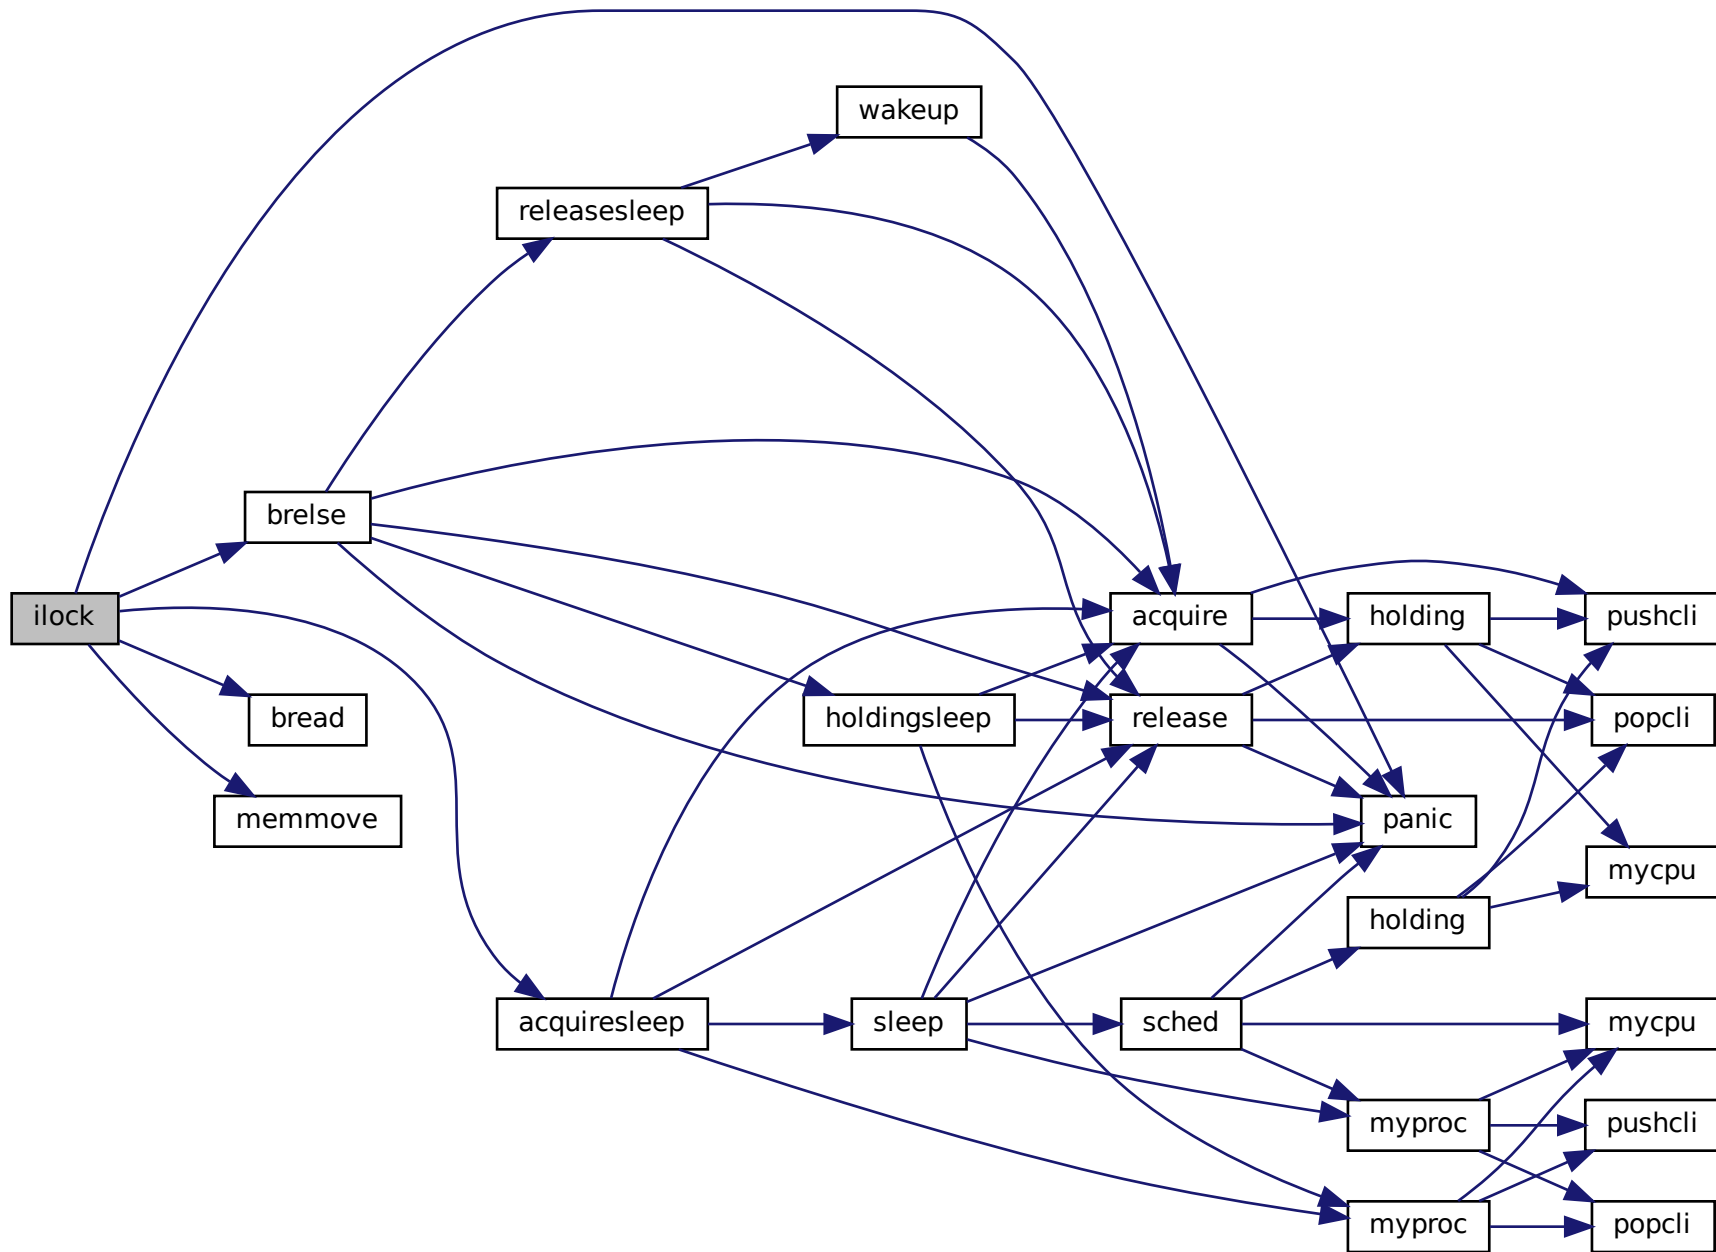 wakeup
releasesleep
brelse
ilock
acquire
holding
pushcli
bread
holdingsleep
release
popcli
memmove
panic
mycpu
holding
acquiresleep
sleep
sched
mycpu
myproc
pushcli
myproc
popcli